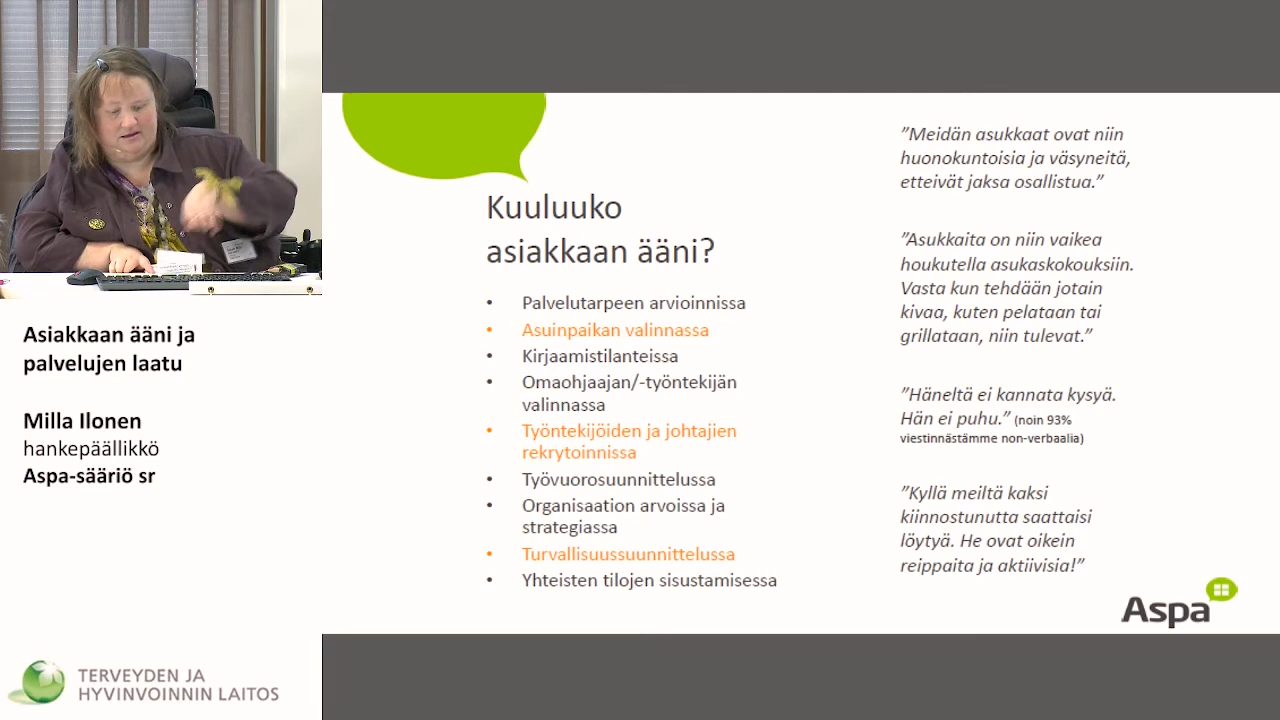 Asiakkaan ääni ja
palvelujen laatu
Milla Ilonen
hankepäällikkö
Aspa-sääriö sr
TERVEYDEN JA
HYVINVOINNIN LAITOS
Kuuluuko
asiakkaan ääni?
• Palvelutarpeen arvioinnissa
• Asuinpaikan valinnassa
• Kirjaamistilanteissa
• Omaohjaajan/-työntekijän
valinnassa
• Työntekijöiden ja johtajien
rekrytoinnissa
• Työvuorosuunnittelussa
• Organisaation arvoissa ja
strategiassa
• Turvallisuussuunnittelussa
• Yhteisten tilojen sisustamisessa
”Meidän asukkaat ovat niin
huonokuntoisia ja väsyneitä,
etteivät jaksa osallistua.”
”Asukkaita on niin vaikea
houkutella asukaskokouksiin.
Vasta kun tehdään jotain
kivaa, kuten pelataan tai
grillataan, niin tulevat.”
”Häneltä ei kannata kysyä.
Hän ei puhu.” (noin 93%
viestinnästämme non-verbaalia)
”Kyllä meiltä kaksi
kiinnostunutta saattaisi
löytyä. He ovat oikein
reippaita ja aktiivisia!”
Aspa